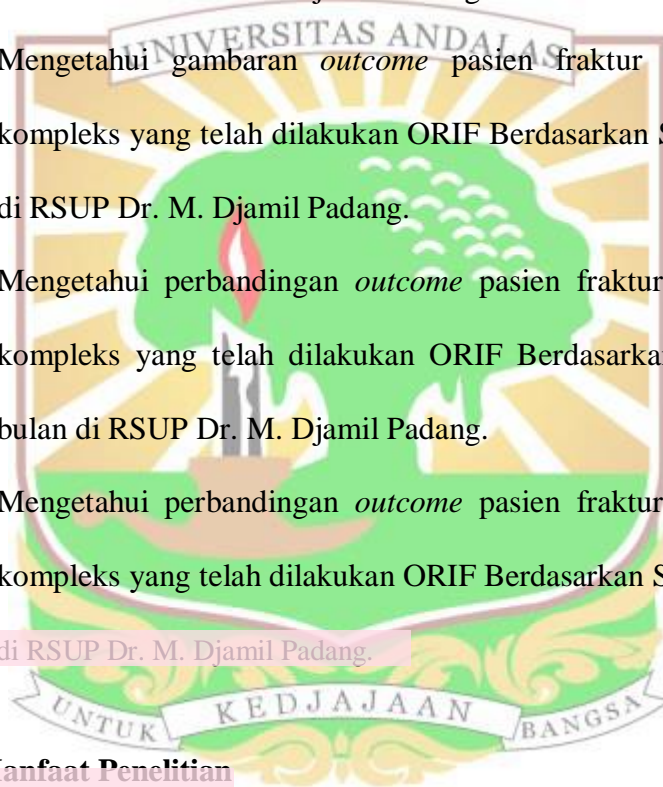 UNIVERSITAS ANDALAS
Mengetahui gambaran outcome pasien fraktur
kompleks yang telah dilakukan ORIF Berdasarkan S
di RSUP Dr. M. Djamil Padang.
Mengetahui perbandingan outcome pasien fraktur
kompleks yang telah dilakukan ORIF Berdasarkan
bulan di RSUP Dr. M. Djamil Padang.
Mengetahui perbandingan outcome pasien fraktur
kompleks yang telah dilakukan ORIF Berdasarkan S
di RSUP Dr. M. Djamil Padang.
UNTUK KEDJAJAAN BANGSA
anfaat Penelitian